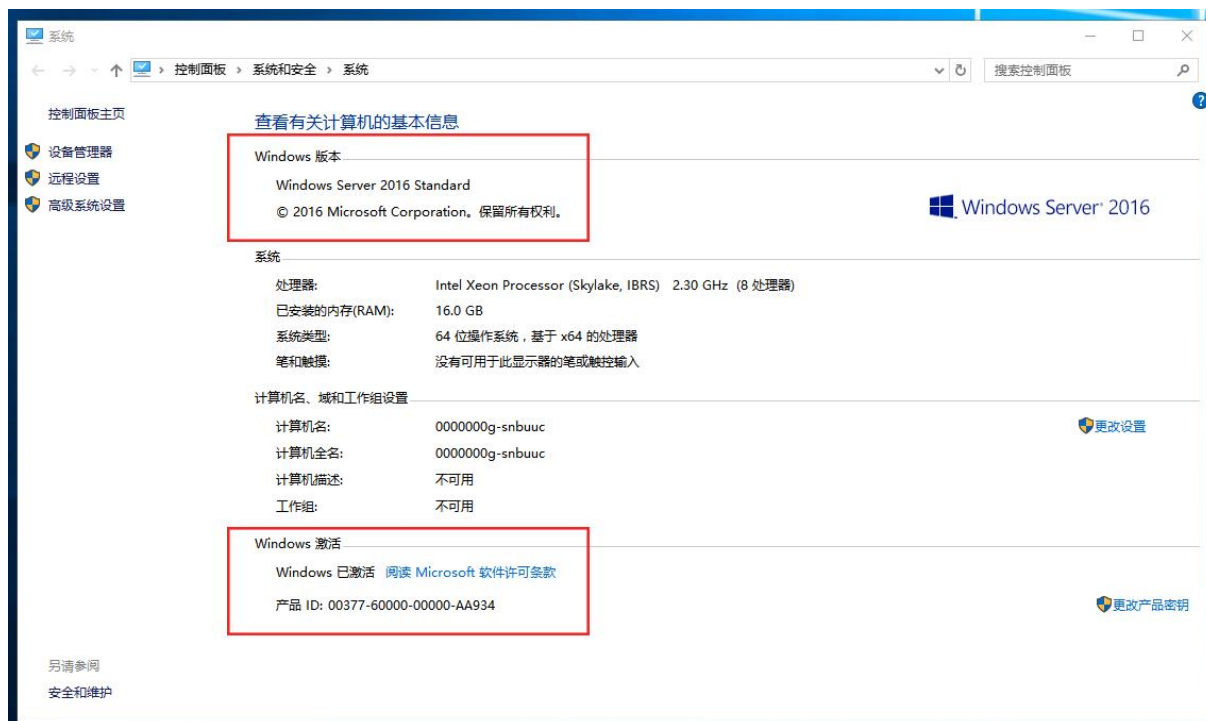 系统
控制面板 › 系统和安全 › 系统
搜索控制面板
控制面板主页
设备管理器
远程设置
高级系统设置
查看有关计算机的基本信息
Windows 版本
Windows Server 2016 Standard
© 2016 Microsoft Corporation。保留所有权利。
Windows Server 2016
系统
处理器: Intel Xeon Processor (Skylake, IBRS) 2.30 GHz (8 处理器)
已安装的内存(RAM): 16.0 GB
系统类型: 64 位操作系统，基于 x64 的处理器
笔和触摸: 没有可用于此显示器的笔或触控输入
计算机名、域和工作组设置
计算机名: 0000000g-snbuuc
更改设置
计算机全名: 0000000g-snbuuc
计算机描述: 不可用
工作组: 不可用
Windows 激活
Windows 已激活 阅读 Microsoft 软件许可条款
产品 ID: 00377-60000-00000-AA934
更改产品密钥
另请参阅
安全和维护